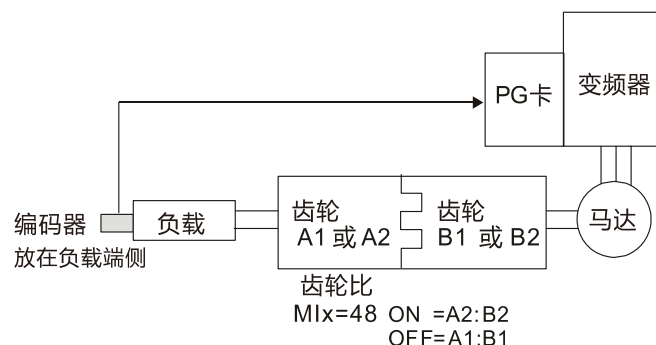 变频器
PG卡
编码器
放在负载端侧
负载
齿轮
A1 或 A2
齿轮
B1 或 B2
马达
齿轮比
MIx=48 ON =A2:B2
OFF=A1:B1